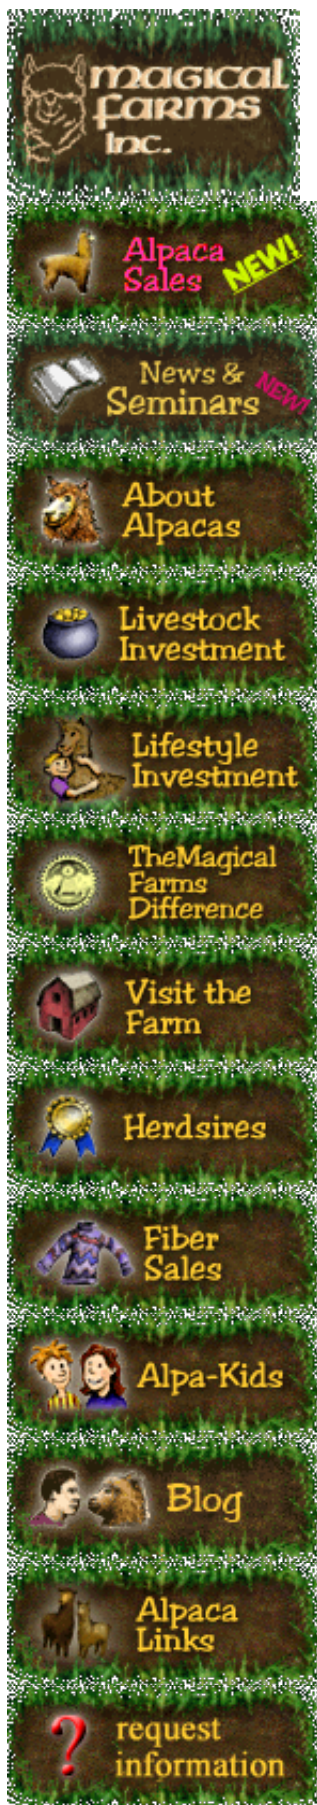 magical
farms
Inc.
Alpaca
Sales
NEW!
News &
Seminars
NEW!
About
Alpacas
Livestock
Investment
Lifestyle
Investment
TheMagical
Farms
Difference
Visit the
Farm
Herdsires
Fiber
Sales
Alpa-Kids
Blog
Alpaca
Links
request
information